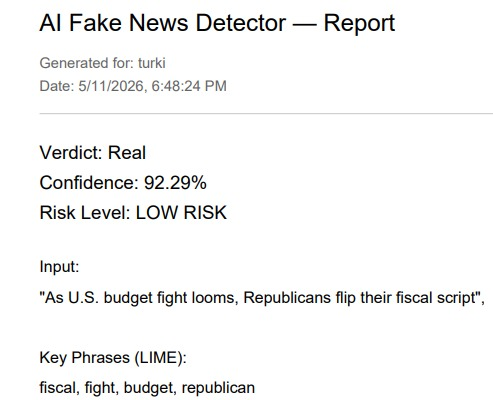 AI Fake News Detector — Report
Generated for: turki
Date: 5/11/2026, 6:48:24 PM
Verdict: Real
Confidence: 92.29%
Risk Level: LOW RISK
Input:
"As U.S. budget fight looms, Republicans flip their fiscal script",
Key Phrases (LIME):
fiscal, fight, budget, republican